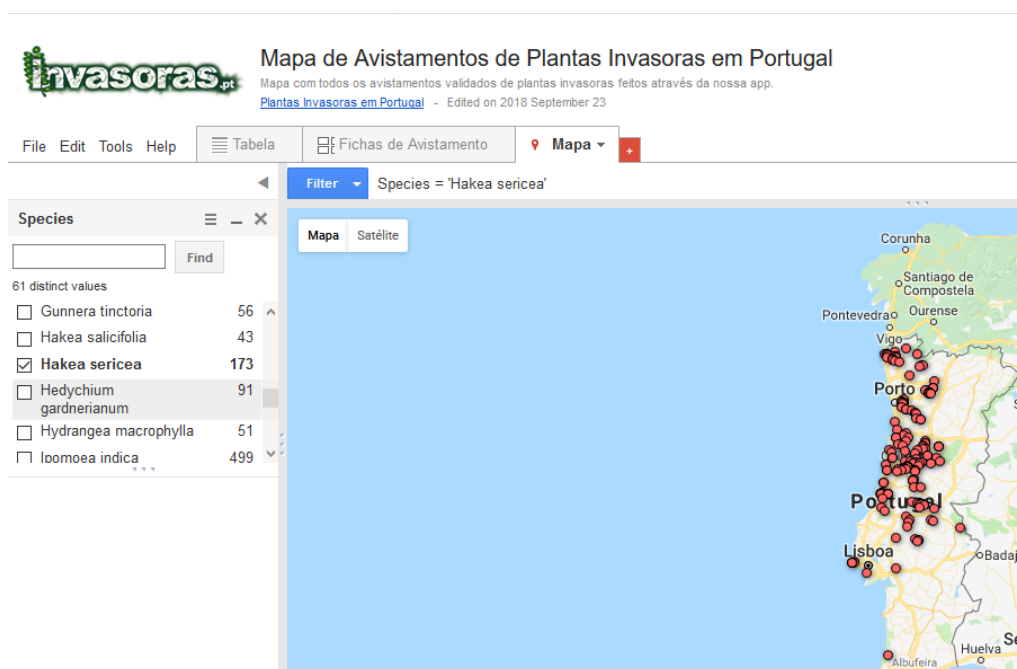 invasoras.pt
Mapa de Avistamentos de Plantas Invasoras em Portugal
Mapa com todos os avistamentos validados de plantas invasoras feitos através da nossa app.
Plantas Invasoras em Portugal - Edited on 2018 September 23
File Edit Tools Help
Tabela
Fichas de Avistamento
Mapa
+
Filter
Species = 'Hakea sericea'
Species
Find
61 distinct values
Gunnera tinctoria 56
Hakea salicifolia 43
Hakea sericea 173
Hedychium
gardnerianum 91
Hydrangea macrophylla 51
Ipomoea indica 499
Mapa Satélite
Corunha
Santiago de
Compostela
Pontevedra
Ourense
Vigo
Porto
Portugal
Lisboa
Badaj
Se
Huelva
Albufeira